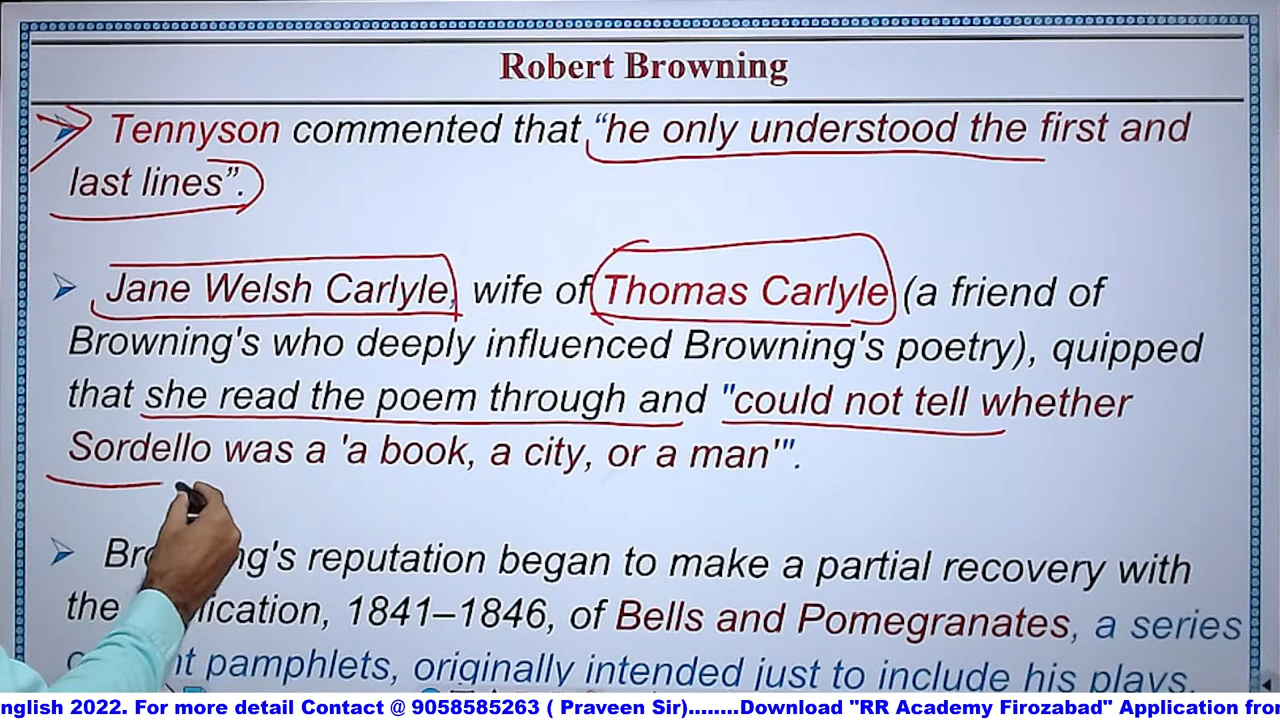 Robert Browning
Tennyson commented that “he only understood the first and
last lines”.
Jane Welsh Carlyle, wife of Thomas Carlyle (a friend of
Browning's who deeply influenced Browning's poetry), quipped
that she read the poem through and "could not tell whether
Sordello was a 'a book, a city, or a man'".
reputation began to make a partial recovery with
the 1841–1846, of Bells and Pomegranates, a series
pamphlets, originally intended just to include his plays.
nglish 2022. For more detail Contact @ 9058585263 ( Praveen Sir)........Download "RR Academy Firozabad" Application fro